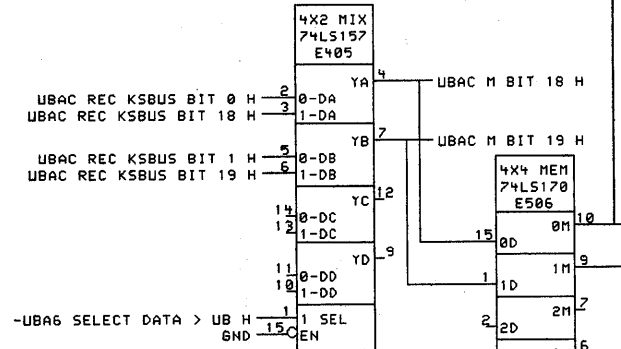 4X2 MIX
74LS157
E405
YA 4 UBAC M BIT 18 H
UBAC REC KSBUS BIT 0 H 2 0-DA
UBAC REC KSBUS BIT 18 H 3 1-DA
YB 7 UBAC M BIT 19 H
UBAC REC KSBUS BIT 1 H 5 0-DB
UBAC REC KSBUS BIT 19 H 6 1-DB
4X4 MEM
74LS170
E506
YC 12
14 0-DC
13 1-DC
0M 10
15 0D
YD 9
1M 9
11 0-DD
10 1-DD
1 1D
2M 7
-UBA6 SELECT DATA > UB H 1 1 SEL
2 2D
GND 15 EN
6